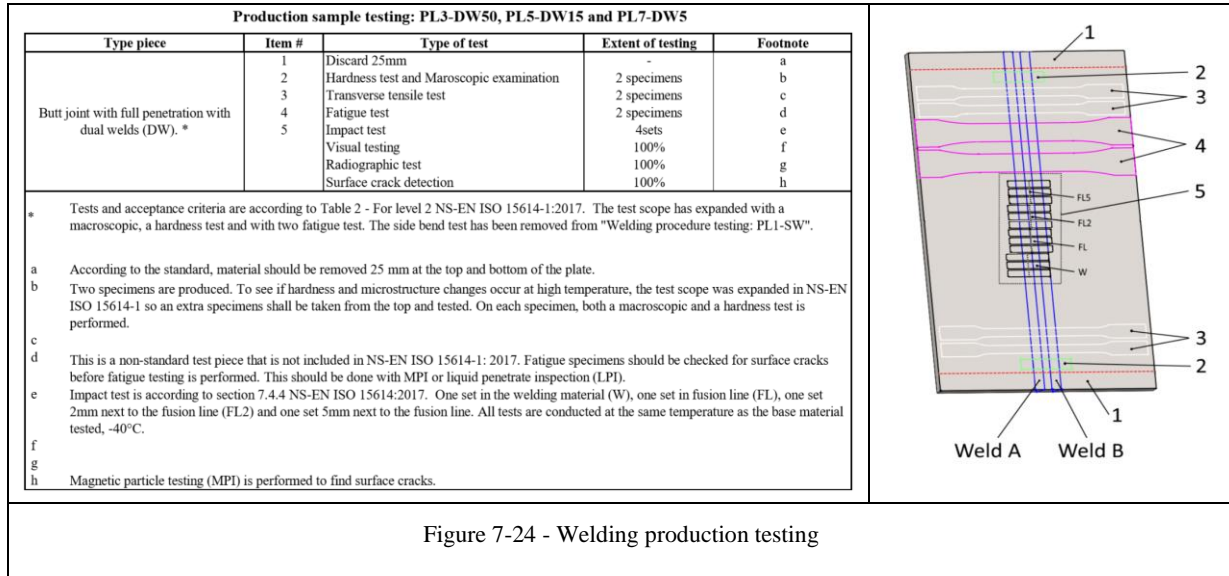 Production sample testing: PL3-DW50, PL5-DW15 and PL7-DW5
Type piece Item # Type of test Extent of testing Footnote
1 Discard 25mm - a
2 Hardness test and Maroscopic examination 2 specimens b
3 Transverse tensile test 2 specimens c
Butt joint with full penetration with 4 Fatigue test 2 specimens d
dual welds (DW). * 5 Impact test 4sets e
Visual testing 100% f
Radiographic test 100% g
Surface crack detection 100% h
* Tests and acceptance criteria are according to Table 2 - For level 2 NS-EN ISO 15614-1:2017. The test scope has expanded with a
macroscopic, a hardness test and with two fatigue test. The side bend test has been removed from "Welding procedure testing: PL1-SW".
a According to the standard, material should be removed 25 mm at the top and bottom of the plate.
b Two specimens are produced. To see if hardness and microstructure changes occur at high temperature, the test scope was expanded in NS-EN
ISO 15614-1 so an extra specimens shall be taken from the top and tested. On each specimen, both a macroscopic and a hardness test is
performed.
c
d This is a non-standard test piece that is not included in NS-EN ISO 15614-1: 2017. Fatigue specimens should be checked for surface cracks
before fatigue testing is performed. This should be done with MPI or liquid penetrate inspection (LPI).
e Impact test is according to section 7.4.4 NS-EN ISO 15614:2017. One set in the welding material (W), one set in fusion line (FL), one set
2mm next to the fusion line (FL2) and one set 5mm next to the fusion line. All tests are conducted at the same temperature as the base material
tested, -40°C.
f
g
h Magnetic particle testing (MPI) is performed to find surface cracks.
1
2
3
4
5
FL5
FL2
FL
W
3
2
1
Weld A Weld B
Figure 7-24 - Welding production testing